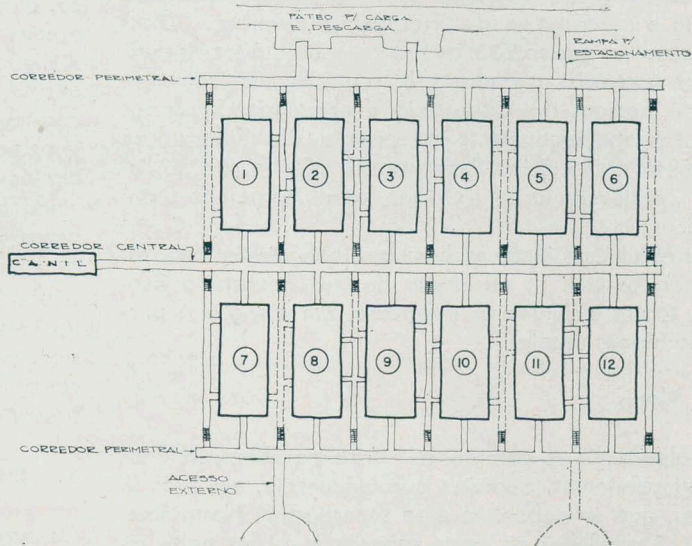 PATEO P/ CARGA
E DESCARGA
RAMPA P/
ESTACIONAMENTO
CORREDOR PERIMETRAL
1
2
3
4
5
6
CORREDOR CENTRAL
CANIL
7
8
9
10
11
12
CORREDOR PERIMETRAL
ACESSO
EXTERNO